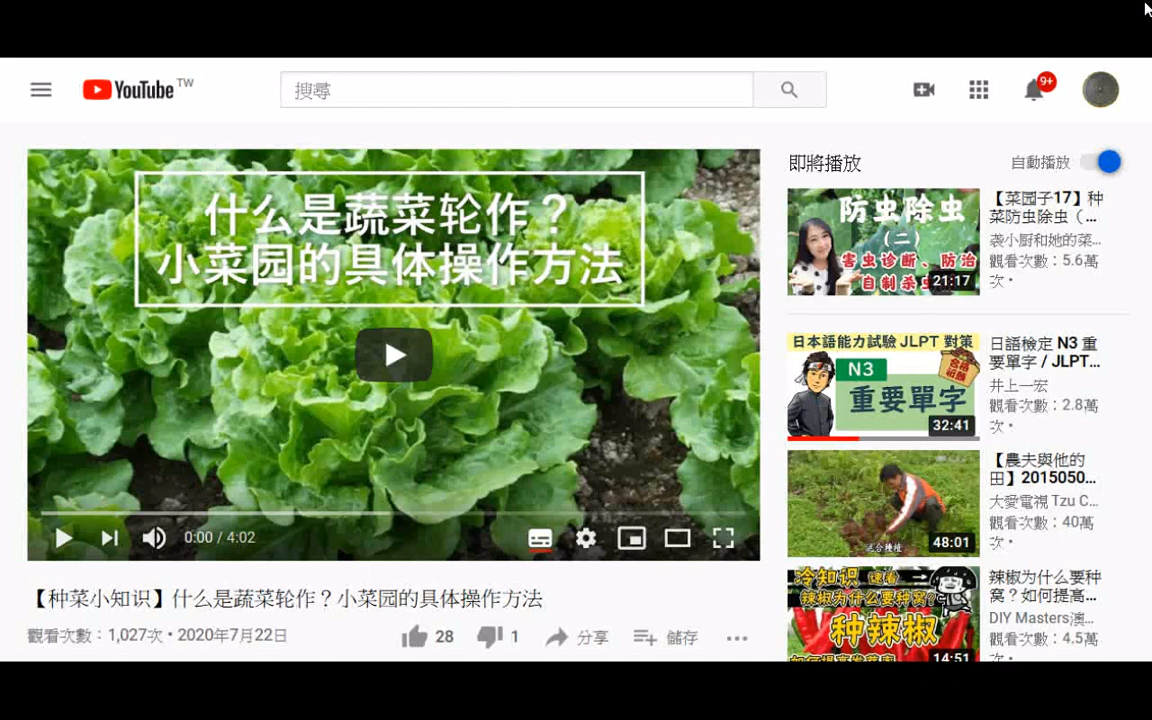 YouTube TW
搜尋
9+
什么是蔬菜轮作？
小菜园的具体操作方法
0:00 / 4:02
【种菜小知识】什么是蔬菜轮作？小菜园的具体操作方法
觀看次數：1,027次 • 2020年7月22日
28
1
分享
儲存
即將播放
自動播放
防虫除虫
(二)
害虫诊断、防治
自制杀虫
21:17
【菜园子17】种
菜防虫除虫（...
袭小厨和她的菜...
觀看次數：5.6萬
次 •
日本語能力試驗 JLPT 對策
N3
重要單字
32:41
日語檢定 N3 重
要單字 / JLPT...
井上一宏
觀看次數：2.8萬
次 •
48:01
【農夫與他的
田】2015050...
大愛電視 Tzu C...
觀看次數：40萬
次 •
冷知识 速看
辣椒为什么要种窝?
种辣椒
14:51
辣椒为什么要种
窝？如何提高...
DIY Masters澳...
觀看次數：4.5萬